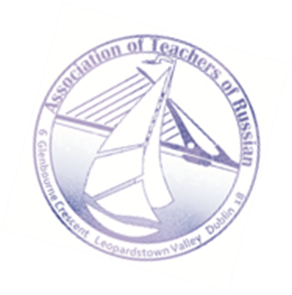 Association of Teachers of Russian
6 Glenbourne Crescent Leopardstown Valley Dublin 18